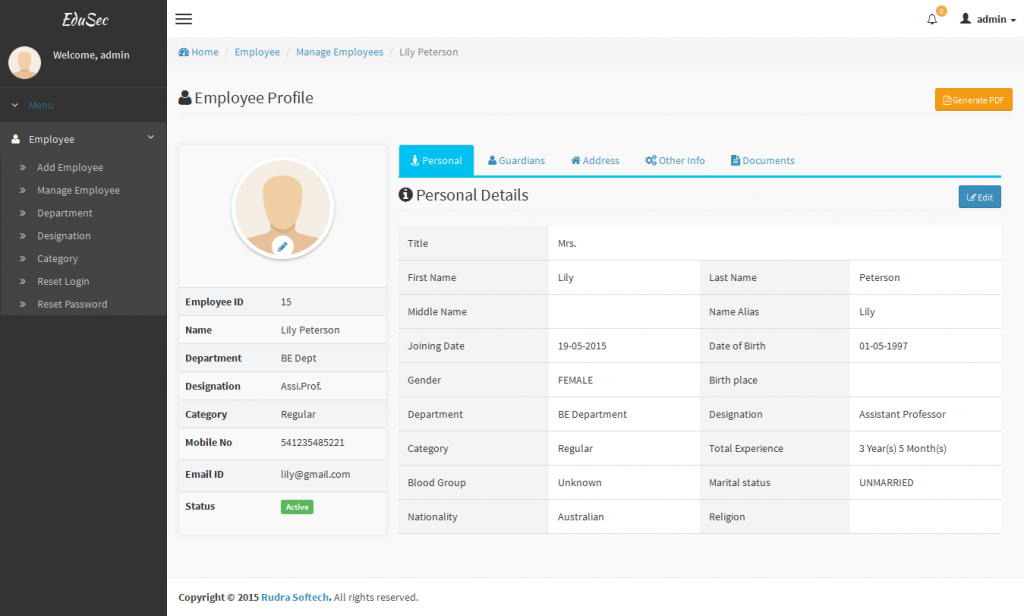 EduSec
0
admin
Welcome, admin
Home / Employee / Manage Employees / Lily Peterson
Menu
Employee
Add Employee
Manage Employee
Department
Designation
Category
Reset Login
Reset Password
Employee Profile
Generate PDF
Employee ID 15
Name Lily Peterson
Department BE Dept
Designation Assi.Prof.
Category Regular
Mobile No 541235485221
Email ID lily@gmail.com
Status Active
Personal Guardians Address Other Info Documents
Personal Details
Edit
Title Mrs.
First Name Lily Last Name Peterson
Middle Name Name Alias Lily
Joining Date 19-05-2015 Date of Birth 01-05-1997
Gender FEMALE Birth place
Department BE Department Designation Assistant Professor
Category Regular Total Experience 3 Year(s) 5 Month(s)
Blood Group Unknown Marital status UNMARRIED
Nationality Australian Religion
Copyright © 2015 Rudra Softech. All rights reserved.